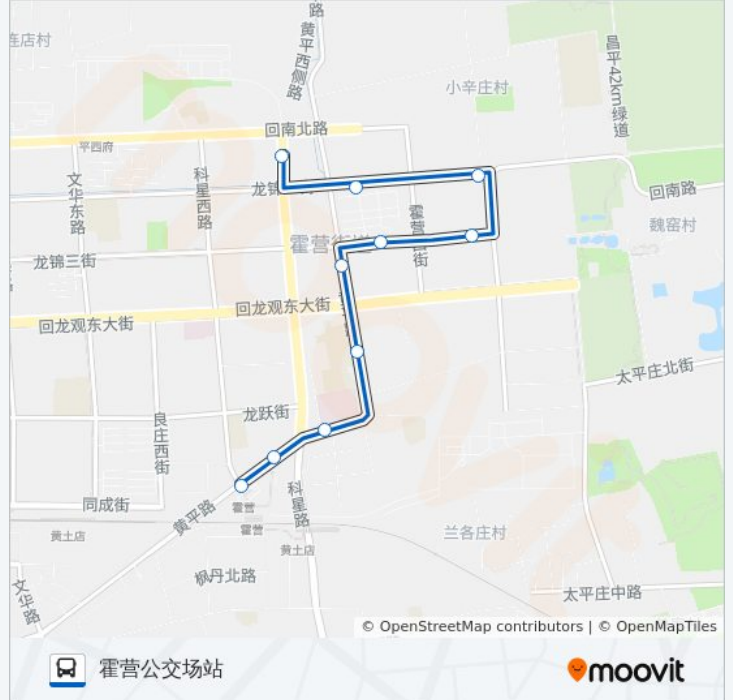 路
连店村
黄平西侧路
昌平42km绿道
小辛庄村
回南北路
平西府
文华东路
科星西路
龙锦
霍营
街
回南路
魏窑村
霍营街道
龙锦三街
回龙观东大街
回龙观东大街
太平庄北街
龙跃街
良庄西街
同成街
黄平路
科星路
霍营
霍营
黄土店
黄土店
兰各庄村
枫丹北路
文华路
太平庄中路
© OpenStreetMap contributors | © OpenMapTiles
霍营公交场站
moovit